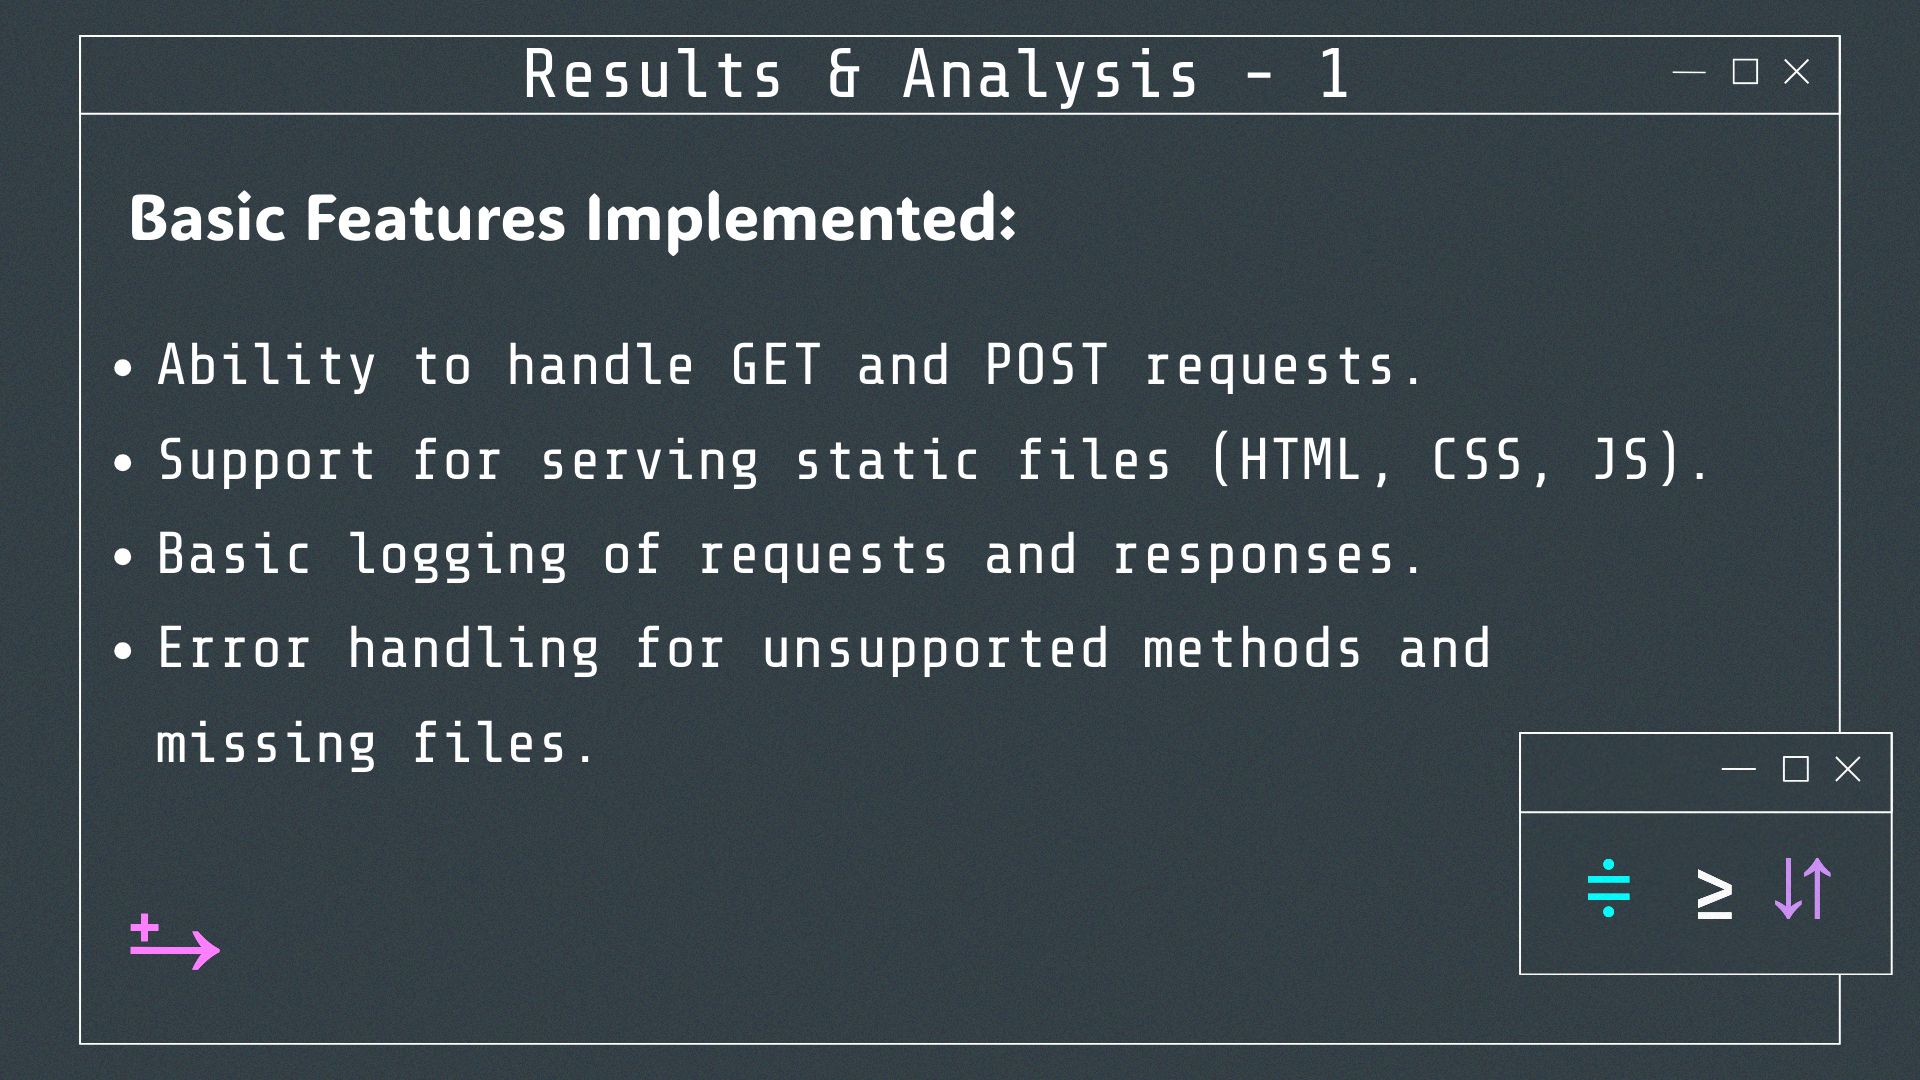 Results & Analysis - 1
Basic Features Implemented:
• Ability to handle GET and POST requests.
• Support for serving static files (HTML, CSS, JS).
• Basic logging of requests and responses.
• Error handling for unsupported methods and
missing files.
≥ ⇵